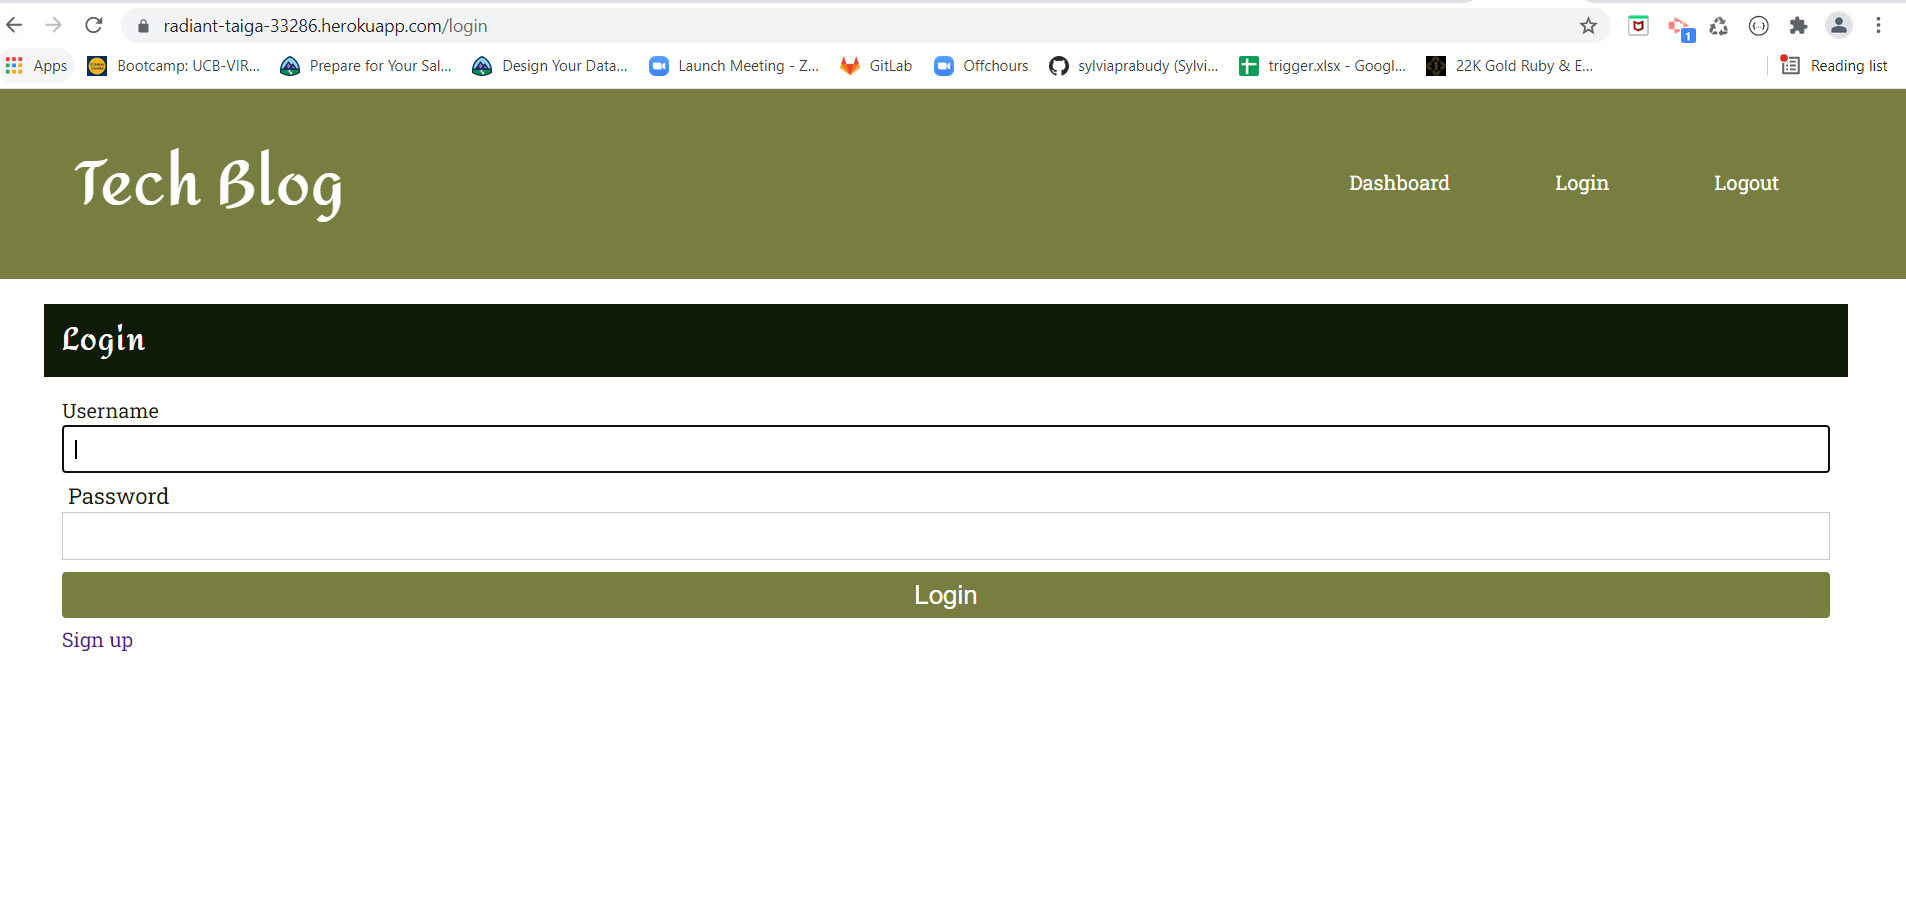 radiant-taiga-33286.herokuapp.com/login
1
Apps Bootcamp: UCB-VIR... Prepare for Your Sal... Design Your Data... Launch Meeting - Z... GitLab Offchours sylviaprabudy (Sylvi... trigger.xlsx - Googl... 22K Gold Ruby & E... Reading list
Tech Blog
Dashboard Login Logout
Login
Username
Password
Login
Sign up